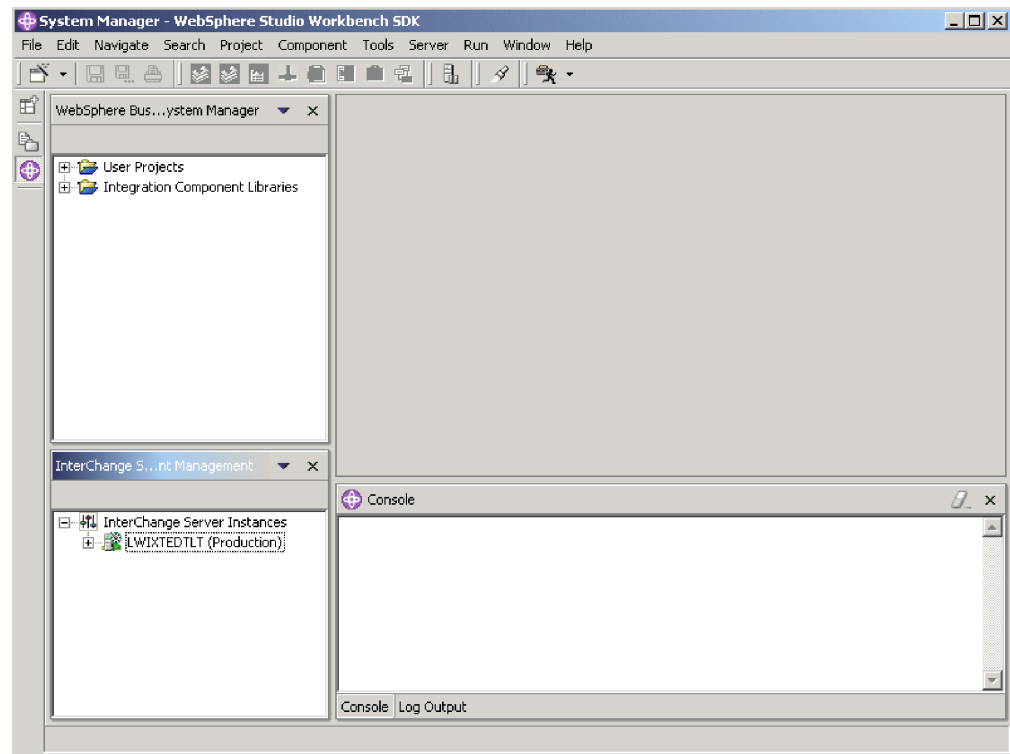 System Manager - WebSphere Studio Workbench SDK
File Edit Navigate Search Project Component Tools Server Run Window Help
WebSphere Bus...ystem Manager
User Projects
Integration Component Libraries
InterChange S...nt Management
InterChange Server Instances
LWIXTEDTLT (Production)
Console
Console Log Output